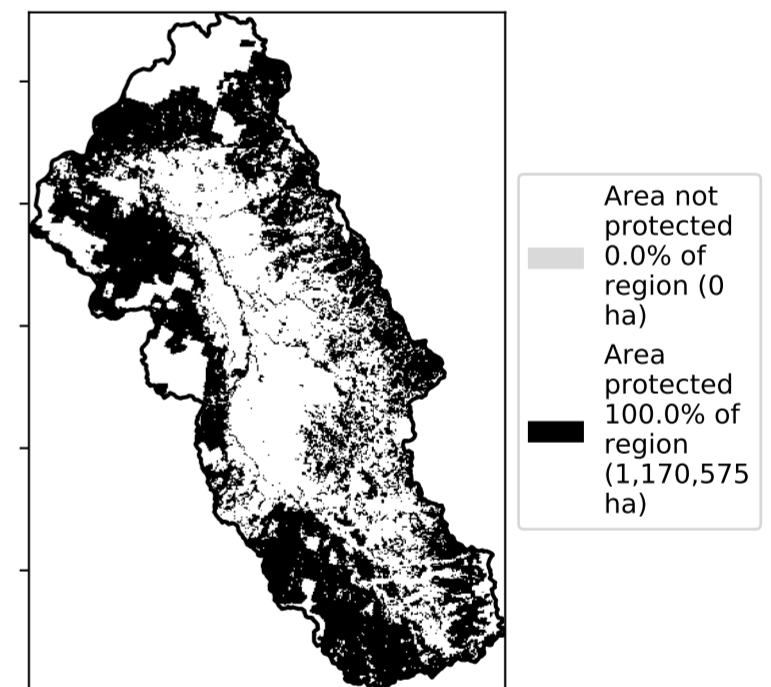 Area not
protected
0.0% of
region (0
ha)
Area
protected
100.0% of
region
(1,170,575
ha)